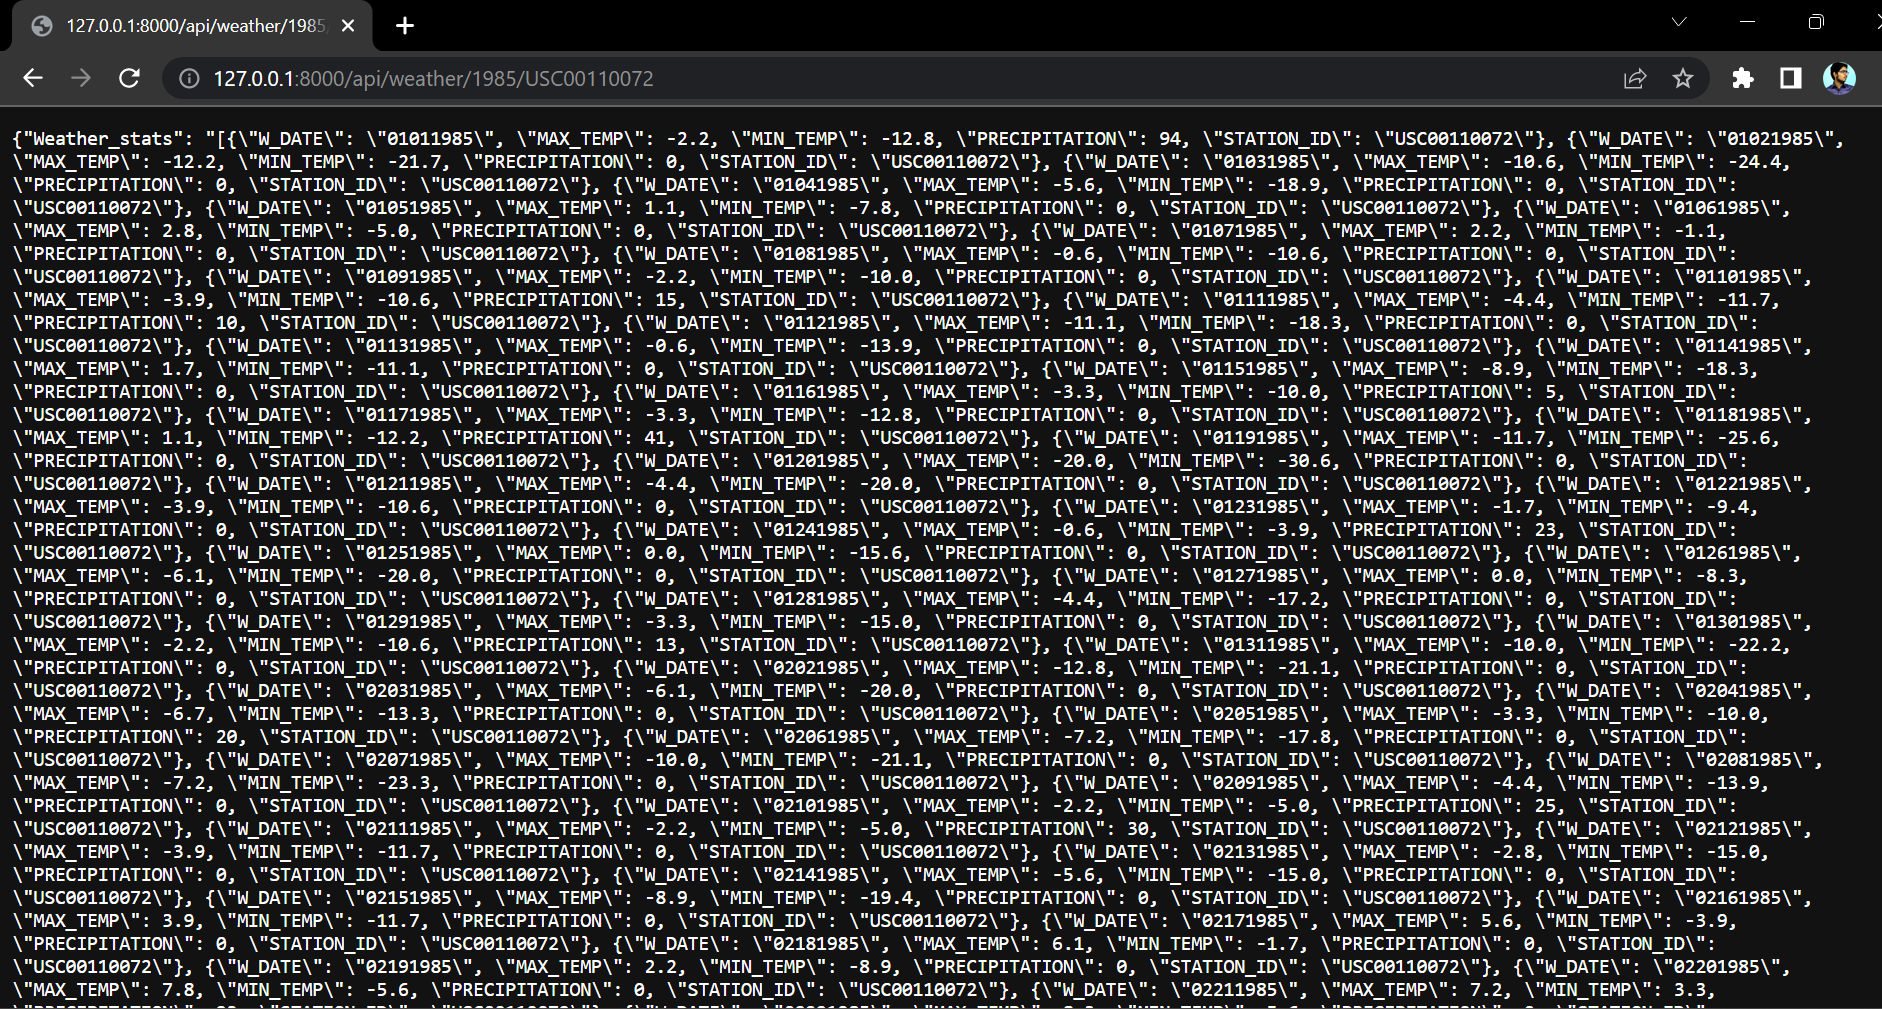 127.0.0.1:8000/api/weather/1985
127.0.0.1:8000/api/weather/1985/USC00110072
{"Weather_stats": "[{\"W_DATE\": \"01011985\", \"MAX_TEMP\": -2.2, \"MIN_TEMP\": -12.8, \"PRECIPITATION\": 94, \"STATION_ID\": \"USC00110072\"}, {\"W_DATE\": \"01021985\",
\"MAX_TEMP\": -12.2, \"MIN_TEMP\": -21.7, \"PRECIPITATION\": 0, \"STATION_ID\": \"USC00110072\"}, {\"W_DATE\": \"01031985\", \"MAX_TEMP\": -10.6, \"MIN_TEMP\": -24.4,
\"PRECIPITATION\": 0, \"STATION_ID\": \"USC00110072\"}, {\"W_DATE\": \"01041985\", \"MAX_TEMP\": -5.6, \"MIN_TEMP\": -18.9, \"PRECIPITATION\": 0, \"STATION_ID\":
\"USC00110072\"}, {\"W_DATE\": \"01051985\", \"MAX_TEMP\": 1.1, \"MIN_TEMP\": -7.8, \"PRECIPITATION\": 0, \"STATION_ID\": \"USC00110072\"}, {\"W_DATE\": \"01061985\",
\"MAX_TEMP\": 2.8, \"MIN_TEMP\": -5.0, \"PRECIPITATION\": 0, \"STATION_ID\": \"USC00110072\"}, {\"W_DATE\": \"01071985\", \"MAX_TEMP\": 2.2, \"MIN_TEMP\": -1.1,
\"PRECIPITATION\": 0, \"STATION_ID\": \"USC00110072\"}, {\"W_DATE\": \"01081985\", \"MAX_TEMP\": -0.6, \"MIN_TEMP\": -10.6, \"PRECIPITATION\": 0, \"STATION_ID\":
\"USC00110072\"}, {\"W_DATE\": \"01091985\", \"MAX_TEMP\": -2.2, \"MIN_TEMP\": -10.0, \"PRECIPITATION\": 0, \"STATION_ID\": \"USC00110072\"}, {\"W_DATE\": \"01101985\",
\"MAX_TEMP\": -3.9, \"MIN_TEMP\": -10.6, \"PRECIPITATION\": 15, \"STATION_ID\": \"USC00110072\"}, {\"W_DATE\": \"01111985\", \"MAX_TEMP\": -4.4, \"MIN_TEMP\": -11.7,
\"PRECIPITATION\": 10, \"STATION_ID\": \"USC00110072\"}, {\"W_DATE\": \"01121985\", \"MAX_TEMP\": -11.1, \"MIN_TEMP\": -18.3, \"PRECIPITATION\": 0, \"STATION_ID\":
\"USC00110072\"}, {\"W_DATE\": \"01131985\", \"MAX_TEMP\": -0.6, \"MIN_TEMP\": -13.9, \"PRECIPITATION\": 0, \"STATION_ID\": \"USC00110072\"}, {\"W_DATE\": \"01141985\",
\"MAX_TEMP\": 1.7, \"MIN_TEMP\": -11.1, \"PRECIPITATION\": 0, \"STATION_ID\": \"USC00110072\"}, {\"W_DATE\": \"01151985\", \"MAX_TEMP\": -8.9, \"MIN_TEMP\": -18.3,
\"PRECIPITATION\": 0, \"STATION_ID\": \"USC00110072\"}, {\"W_DATE\": \"01161985\", \"MAX_TEMP\": -3.3, \"MIN_TEMP\": -10.0, \"PRECIPITATION\": 5, \"STATION_ID\":
\"USC00110072\"}, {\"W_DATE\": \"01171985\", \"MAX_TEMP\": -3.3, \"MIN_TEMP\": -12.8, \"PRECIPITATION\": 0, \"STATION_ID\": \"USC00110072\"}, {\"W_DATE\": \"01181985\",
\"MAX_TEMP\": 1.1, \"MIN_TEMP\": -12.2, \"PRECIPITATION\": 41, \"STATION_ID\": \"USC00110072\"}, {\"W_DATE\": \"01191985\", \"MAX_TEMP\": -11.7, \"MIN_TEMP\": -25.6,
\"PRECIPITATION\": 0, \"STATION_ID\": \"USC00110072\"}, {\"W_DATE\": \"01201985\", \"MAX_TEMP\": -20.0, \"MIN_TEMP\": -30.6, \"PRECIPITATION\": 0, \"STATION_ID\":
\"USC00110072\"}, {\"W_DATE\": \"01211985\", \"MAX_TEMP\": -4.4, \"MIN_TEMP\": -20.0, \"PRECIPITATION\": 0, \"STATION_ID\": \"USC00110072\"}, {\"W_DATE\": \"01221985\",
\"MAX_TEMP\": -3.9, \"MIN_TEMP\": -10.6, \"PRECIPITATION\": 0, \"STATION_ID\": \"USC00110072\"}, {\"W_DATE\": \"01231985\", \"MAX_TEMP\": -1.7, \"MIN_TEMP\": -9.4,
\"PRECIPITATION\": 0, \"STATION_ID\": \"USC00110072\"}, {\"W_DATE\": \"01241985\", \"MAX_TEMP\": -0.6, \"MIN_TEMP\": -3.9, \"PRECIPITATION\": 23, \"STATION_ID\":
\"USC00110072\"}, {\"W_DATE\": \"01251985\", \"MAX_TEMP\": 0.0, \"MIN_TEMP\": -15.6, \"PRECIPITATION\": 0, \"STATION_ID\": \"USC00110072\"}, {\"W_DATE\": \"01261985\",
\"MAX_TEMP\": -6.1, \"MIN_TEMP\": -20.0, \"PRECIPITATION\": 0, \"STATION_ID\": \"USC00110072\"}, {\"W_DATE\": \"01271985\", \"MAX_TEMP\": 0.0, \"MIN_TEMP\": -8.3,
\"PRECIPITATION\": 0, \"STATION_ID\": \"USC00110072\"}, {\"W_DATE\": \"01281985\", \"MAX_TEMP\": -4.4, \"MIN_TEMP\": -17.2, \"PRECIPITATION\": 0, \"STATION_ID\":
\"USC00110072\"}, {\"W_DATE\": \"01291985\", \"MAX_TEMP\": -3.3, \"MIN_TEMP\": -15.0, \"PRECIPITATION\": 0, \"STATION_ID\": \"USC00110072\"}, {\"W_DATE\": \"01301985\",
\"MAX_TEMP\": -2.2, \"MIN_TEMP\": -10.6, \"PRECIPITATION\": 13, \"STATION_ID\": \"USC00110072\"}, {\"W_DATE\": \"01311985\", \"MAX_TEMP\": -10.0, \"MIN_TEMP\": -22.2,
\"PRECIPITATION\": 0, \"STATION_ID\": \"USC00110072\"}, {\"W_DATE\": \"02021985\", \"MAX_TEMP\": -12.8, \"MIN_TEMP\": -21.1, \"PRECIPITATION\": 0, \"STATION_ID\":
\"USC00110072\"}, {\"W_DATE\": \"02031985\", \"MAX_TEMP\": -6.1, \"MIN_TEMP\": -20.0, \"PRECIPITATION\": 0, \"STATION_ID\": \"USC00110072\"}, {\"W_DATE\": \"02041985\",
\"MAX_TEMP\": -6.7, \"MIN_TEMP\": -13.3, \"PRECIPITATION\": 0, \"STATION_ID\": \"USC00110072\"}, {\"W_DATE\": \"02051985\", \"MAX_TEMP\": -3.3, \"MIN_TEMP\": -10.0,
\"PRECIPITATION\": 20, \"STATION_ID\": \"USC00110072\"}, {\"W_DATE\": \"02061985\", \"MAX_TEMP\": -7.2, \"MIN_TEMP\": -17.8, \"PRECIPITATION\": 0, \"STATION_ID\":
\"USC00110072\"}, {\"W_DATE\": \"02071985\", \"MAX_TEMP\": -10.0, \"MIN_TEMP\": -21.1, \"PRECIPITATION\": 0, \"STATION_ID\": \"USC00110072\"}, {\"W_DATE\": \"02081985\",
\"MAX_TEMP\": -7.2, \"MIN_TEMP\": -23.3, \"PRECIPITATION\": 0, \"STATION_ID\": \"USC00110072\"}, {\"W_DATE\": \"02091985\", \"MAX_TEMP\": -4.4, \"MIN_TEMP\": -13.9,
\"PRECIPITATION\": 0, \"STATION_ID\": \"USC00110072\"}, {\"W_DATE\": \"02101985\", \"MAX_TEMP\": -2.2, \"MIN_TEMP\": -5.0, \"PRECIPITATION\": 25, \"STATION_ID\":
\"USC00110072\"}, {\"W_DATE\": \"02111985\", \"MAX_TEMP\": -2.2, \"MIN_TEMP\": -5.0, \"PRECIPITATION\": 30, \"STATION_ID\": \"USC00110072\"}, {\"W_DATE\": \"02121985\",
\"MAX_TEMP\": -3.9, \"MIN_TEMP\": -11.7, \"PRECIPITATION\": 0, \"STATION_ID\": \"USC00110072\"}, {\"W_DATE\": \"02131985\", \"MAX_TEMP\": -2.8, \"MIN_TEMP\": -15.0,
\"PRECIPITATION\": 0, \"STATION_ID\": \"USC00110072\"}, {\"W_DATE\": \"02141985\", \"MAX_TEMP\": -5.6, \"MIN_TEMP\": -15.0, \"PRECIPITATION\": 0, \"STATION_ID\":
\"USC00110072\"}, {\"W_DATE\": \"02151985\", \"MAX_TEMP\": -8.9, \"MIN_TEMP\": -19.4, \"PRECIPITATION\": 0, \"STATION_ID\": \"USC00110072\"}, {\"W_DATE\": \"02161985\",
\"MAX_TEMP\": 3.9, \"MIN_TEMP\": -11.7, \"PRECIPITATION\": 0, \"STATION_ID\": \"USC00110072\"}, {\"W_DATE\": \"02171985\", \"MAX_TEMP\": 5.6, \"MIN_TEMP\": -3.9,
\"PRECIPITATION\": 0, \"STATION_ID\": \"USC00110072\"}, {\"W_DATE\": \"02181985\", \"MAX_TEMP\": 6.1, \"MIN_TEMP\": -1.7, \"PRECIPITATION\": 0, \"STATION_ID\":
\"USC00110072\"}, {\"W_DATE\": \"02191985\", \"MAX_TEMP\": 2.2, \"MIN_TEMP\": -8.9, \"PRECIPITATION\": 0, \"STATION_ID\": \"USC00110072\"}, {\"W_DATE\": \"02201985\",
\"MAX_TEMP\": 7.8, \"MIN_TEMP\": -5.6, \"PRECIPITATION\": 0, \"STATION_ID\": \"USC00110072\"}, {\"W_DATE\": \"02211985\", \"MAX_TEMP\": 7.2, \"MIN_TEMP\": 3.3,